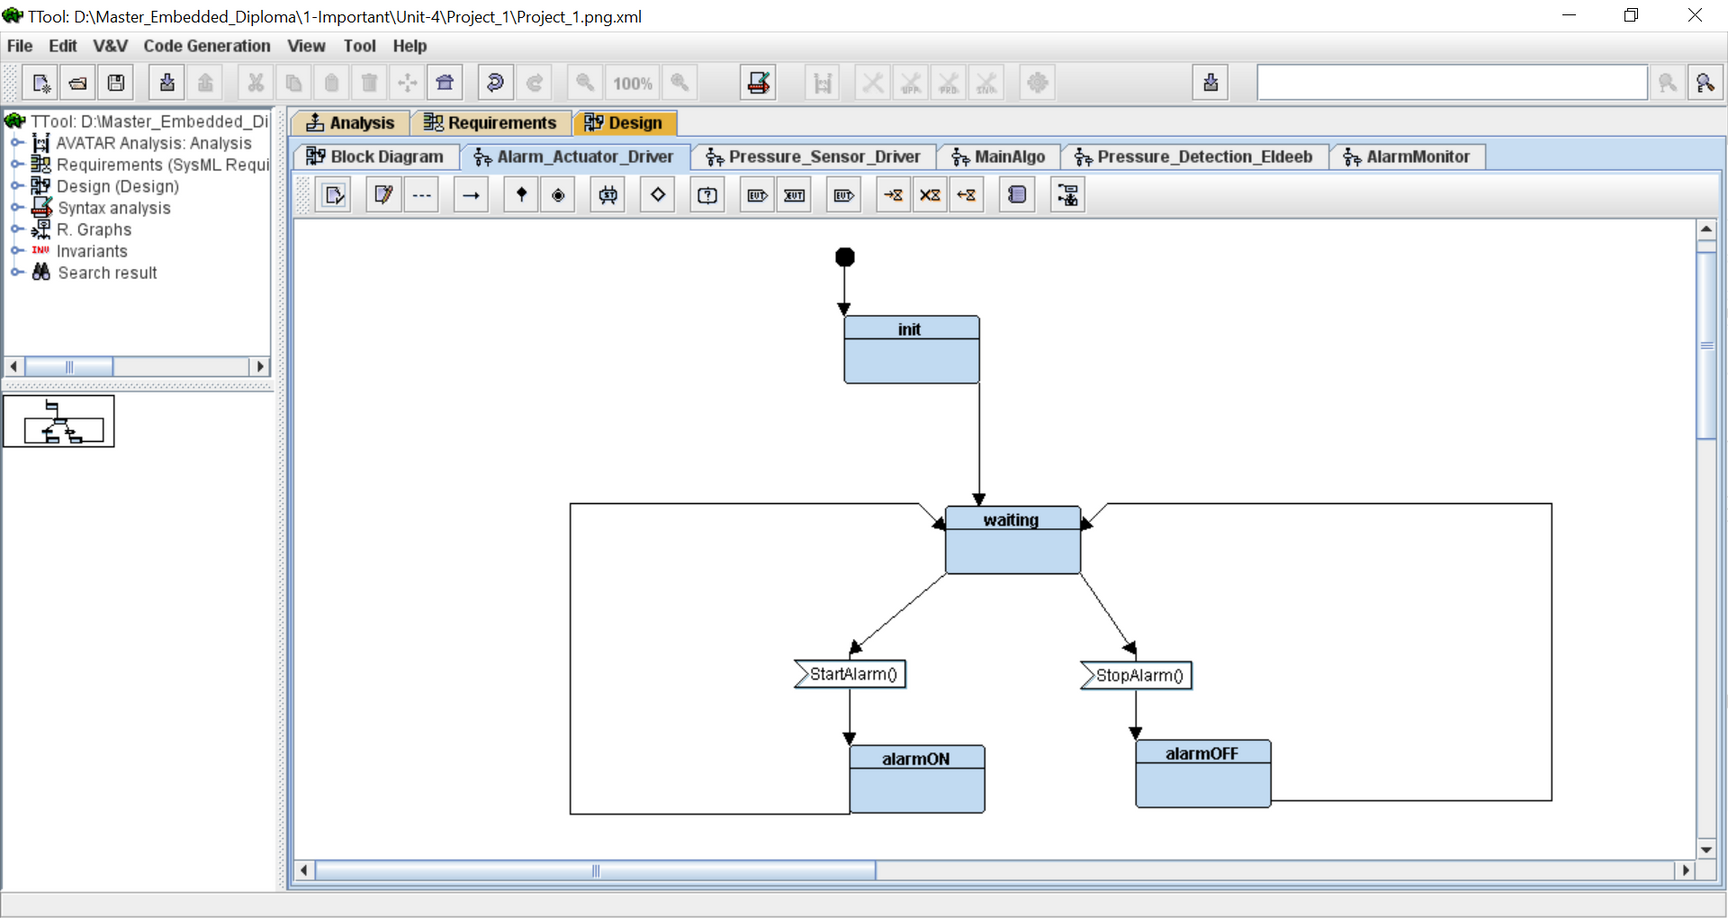 TTool: D:\Master_Embedded_Diploma\1-Important\Unit-4\Project_1\Project_1.png.xml
File Edit V&V Code Generation View Tool Help
100%
TTool: D:\Master_Embedded_Di
AVATAR Analysis: Analysis
Requirements (SysML Requi
Design (Design)
Syntax analysis
R. Graphs
INV Invariants
Search result
Analysis Requirements Design
Block Diagram Alarm_Actuator_Driver Pressure_Sensor_Driver MainAlgo Pressure_Detection_Eldeeb AlarmMonitor
init
waiting
StartAlarm()
StopAlarm()
alarmON
alarmOFF